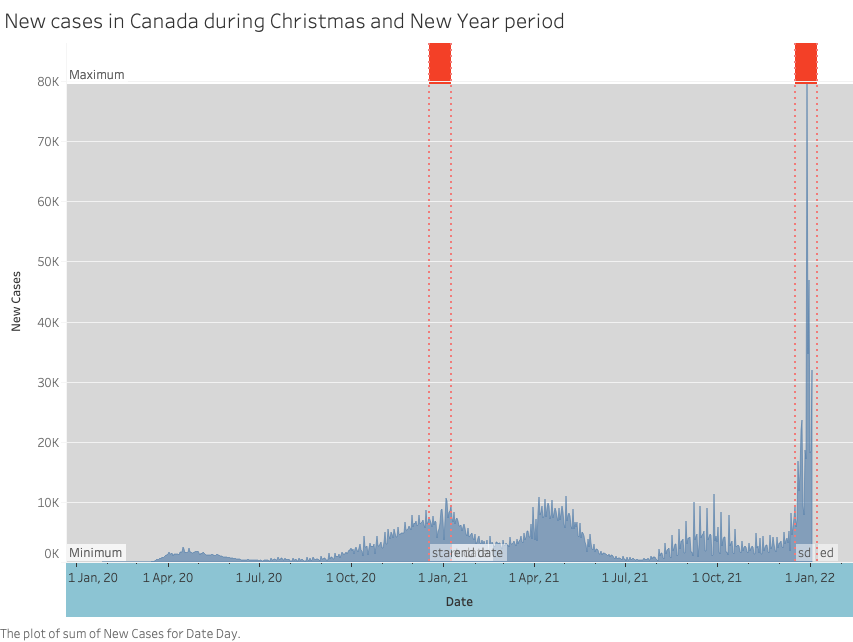 New cases in Canada during Christmas and New Year period
Maximum
80K
70K
60K
50K
40K
30K
20K
10K
0K
New Cases
Minimum
date
sd
ed
1 Jan, 20
1 Apr, 20
1 Jul, 20
1 Oct, 20
1 Jan, 21
1 Apr, 21
1 Jul, 21
1 Oct, 21
1 Jan, 22
Date
The plot of sum of New Cases for Date Day.